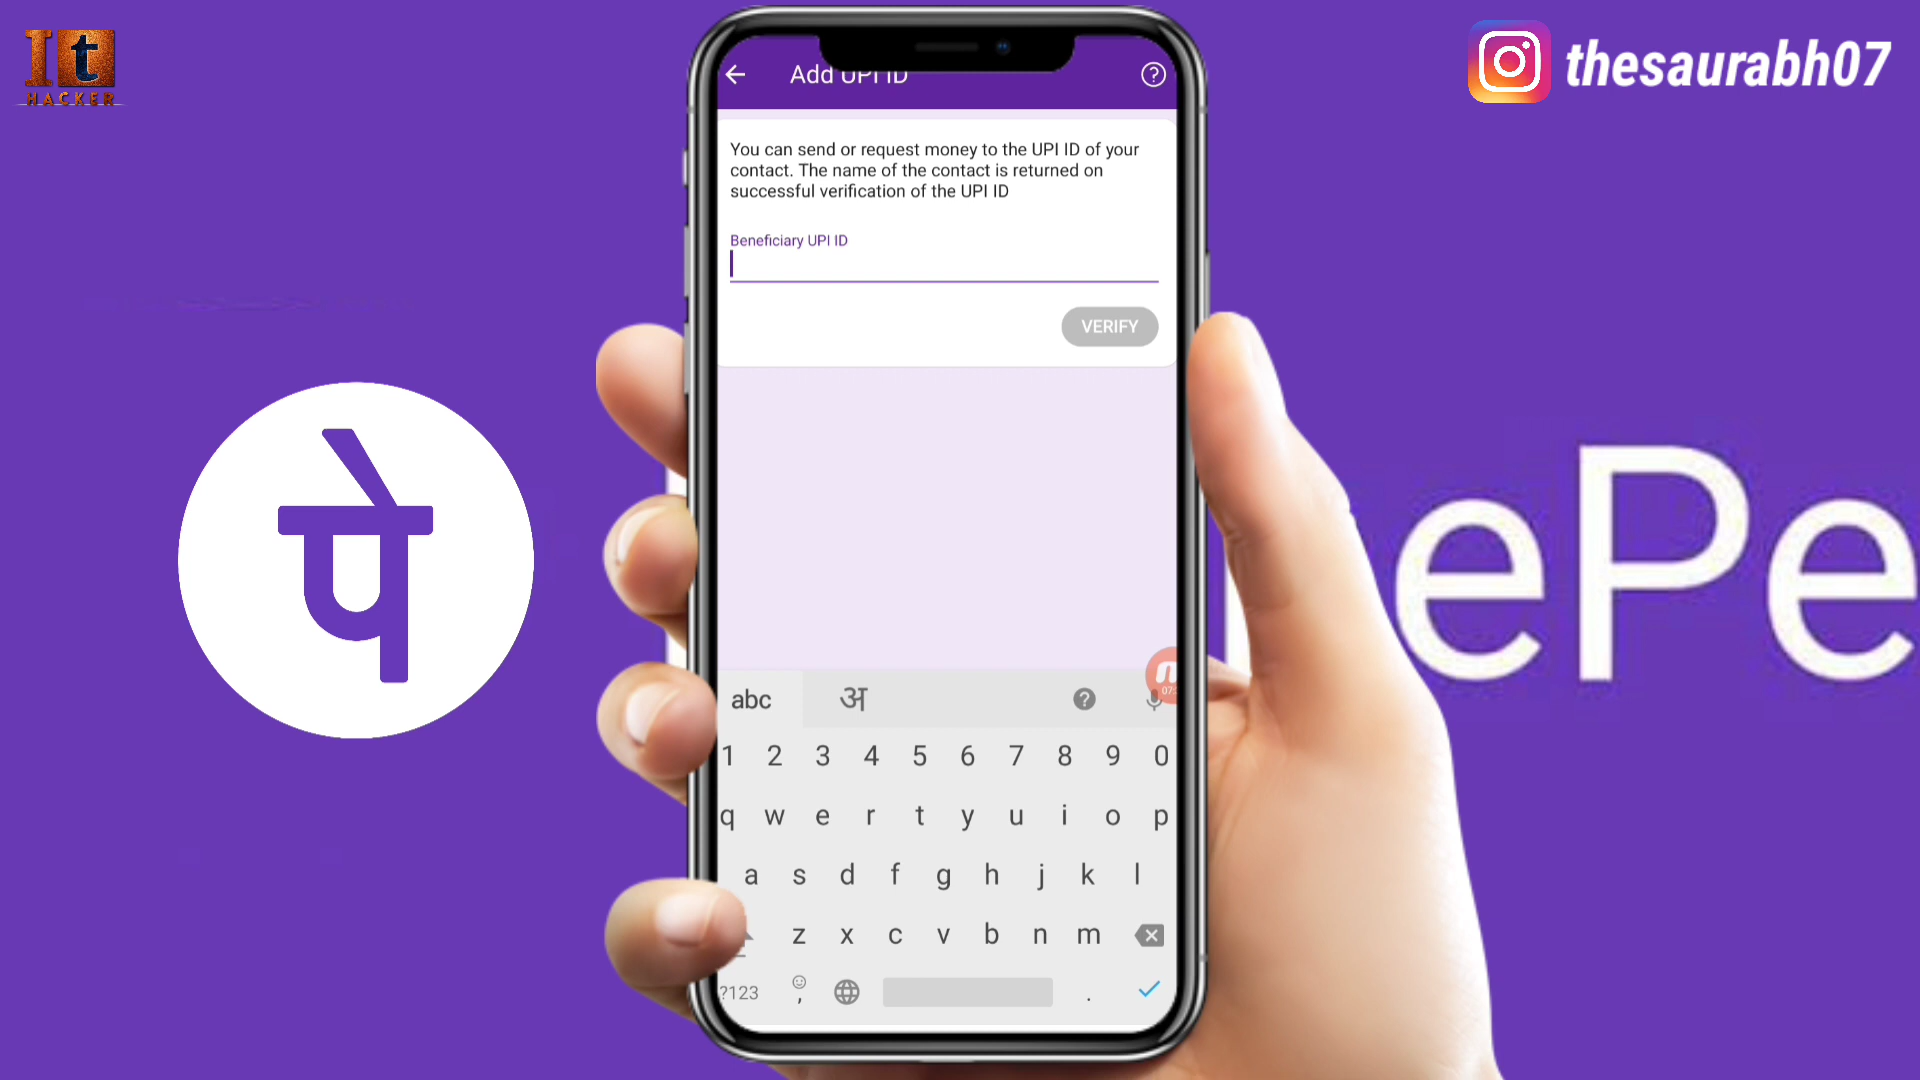 It
HACKER
thesaurabh07
Add UPI ID
You can send or request money to the UPI ID of your
contact. The name of the contact is returned on
successful verification of the UPI ID
Beneficiary UPI ID
VERIFY
पे
ePe
abc अ
1 2 3 4 5 6 7 8 9 0
q w e r t y u i o p
a s d f g h j k l
z x c v b n m
?123 , .